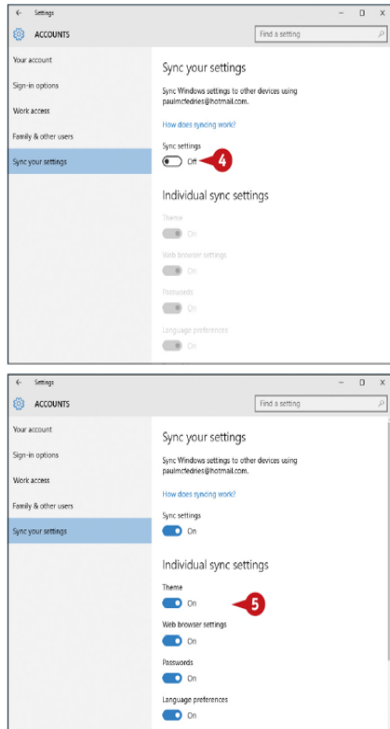 Settings
ACCOUNTS
Find a setting
Your account
Sign-in options
Work access
Family & other users
Sync your settings
Sync your settings
Sync Windows settings to other devices using
paulmcfedries@hotmail.com.
How does syncing work?
Sync settings
Off
4
Individual sync settings
Theme
On
Web browser settings
On
Passwords
On
Language preferences
On
Settings
ACCOUNTS
Find a setting
Your account
Sign-in options
Work access
Family & other users
Sync your settings
Sync your settings
Sync Windows settings to other devices using
paulmcfedries@hotmail.com.
How does syncing work?
Sync settings
On
Individual sync settings
Theme
On
5
Web browser settings
On
Passwords
On
Language preferences
On